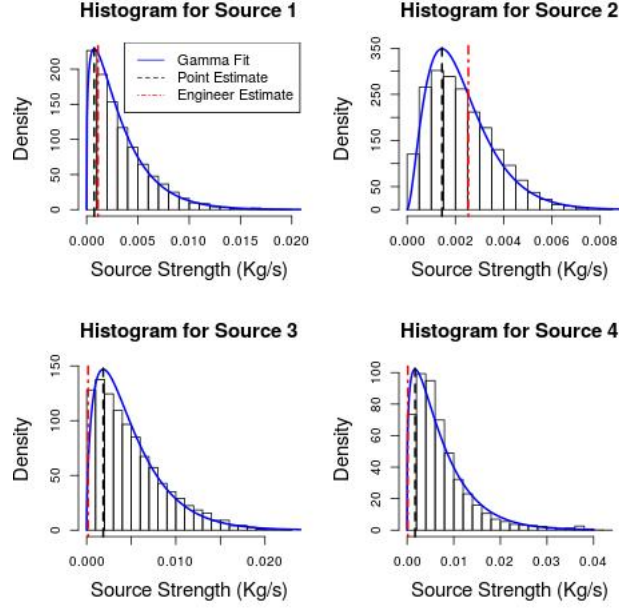 Histogram for Source 1
Density
0
50
100
150
200
0.000
0.005
0.010
0.020
Source Strength (Kg/s)
Gamma Fit
Point Estimate
Engineer Estimate
Histogram for Source 2
Density
0
50
150
250
350
0.000
0.002
0.004
0.006
0.008
Source Strength (Kg/s)
Histogram for Source 3
Density
0
50
100
150
0.000
0.010
0.020
Source Strength (Kg/s)
Histogram for Source 4
Density
0
20
40
60
80
100
0.00
0.01
0.02
0.03
0.04
Source Strength (Kg/s)